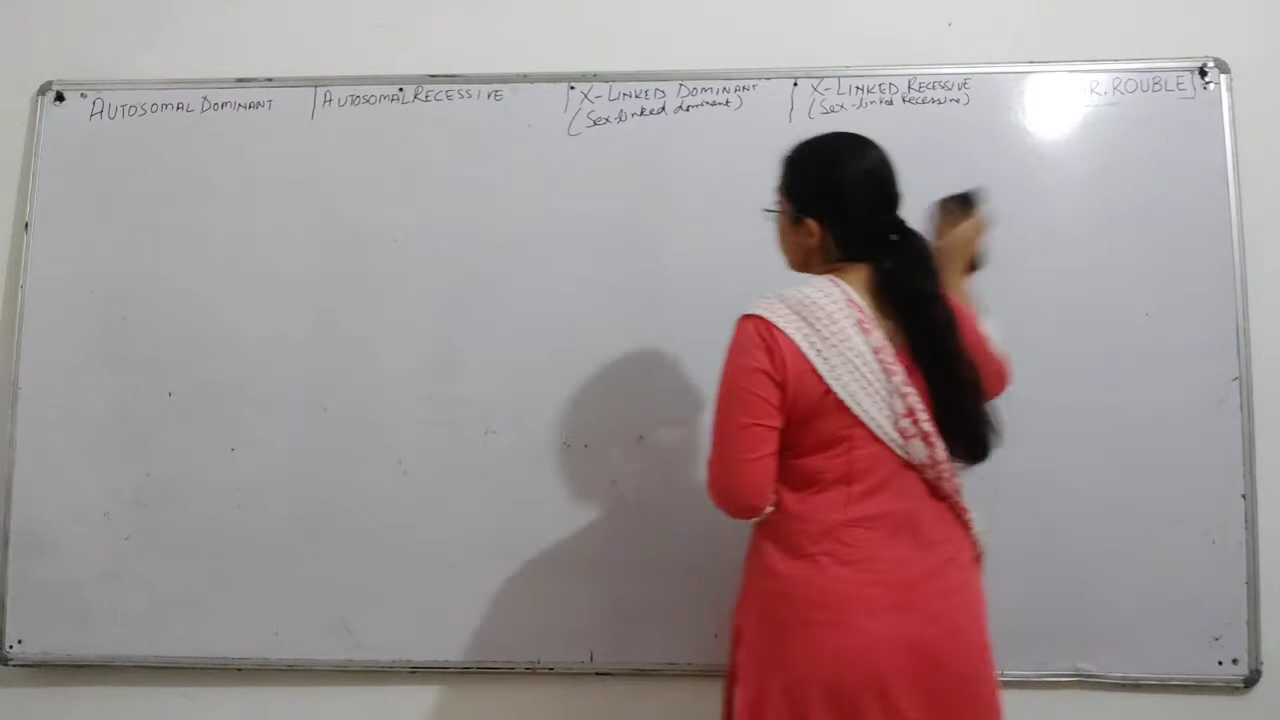 AUTOSOMAL DOMINANT
AUTOSOMAL RECESSIVE
X-LINKED DOMINANT
(Sex-linked dominant)
X-LINKED RECESSIVE
(Sex-linked Recessive)
R. ROUBLE